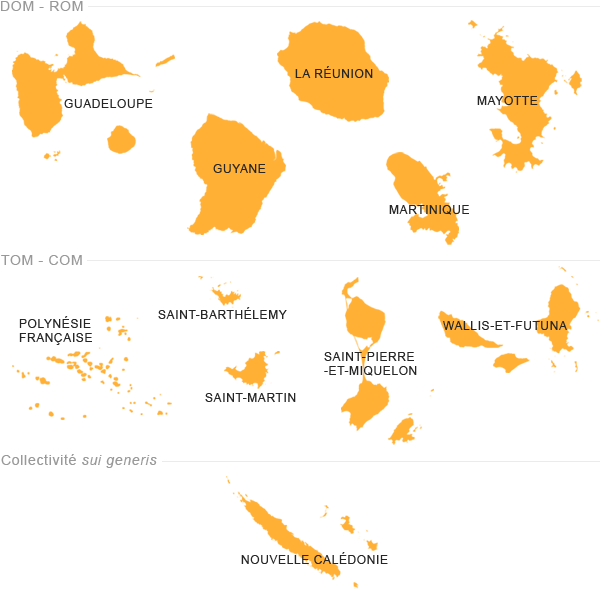 DOM - ROM
LA RÉUNION
GUADELOUPE
MAYOTTE
GUYANE
MARTINIQUE
TOM - COM
SAINT-BARTHÉLEMY
POLYNÉSIE
FRANÇAISE
WALLIS-ET-FUTUNA
SAINT-PIERRE
-ET-MIQUELON
SAINT-MARTIN
Collectivité sui generis
NOUVELLE CALÉDONIE